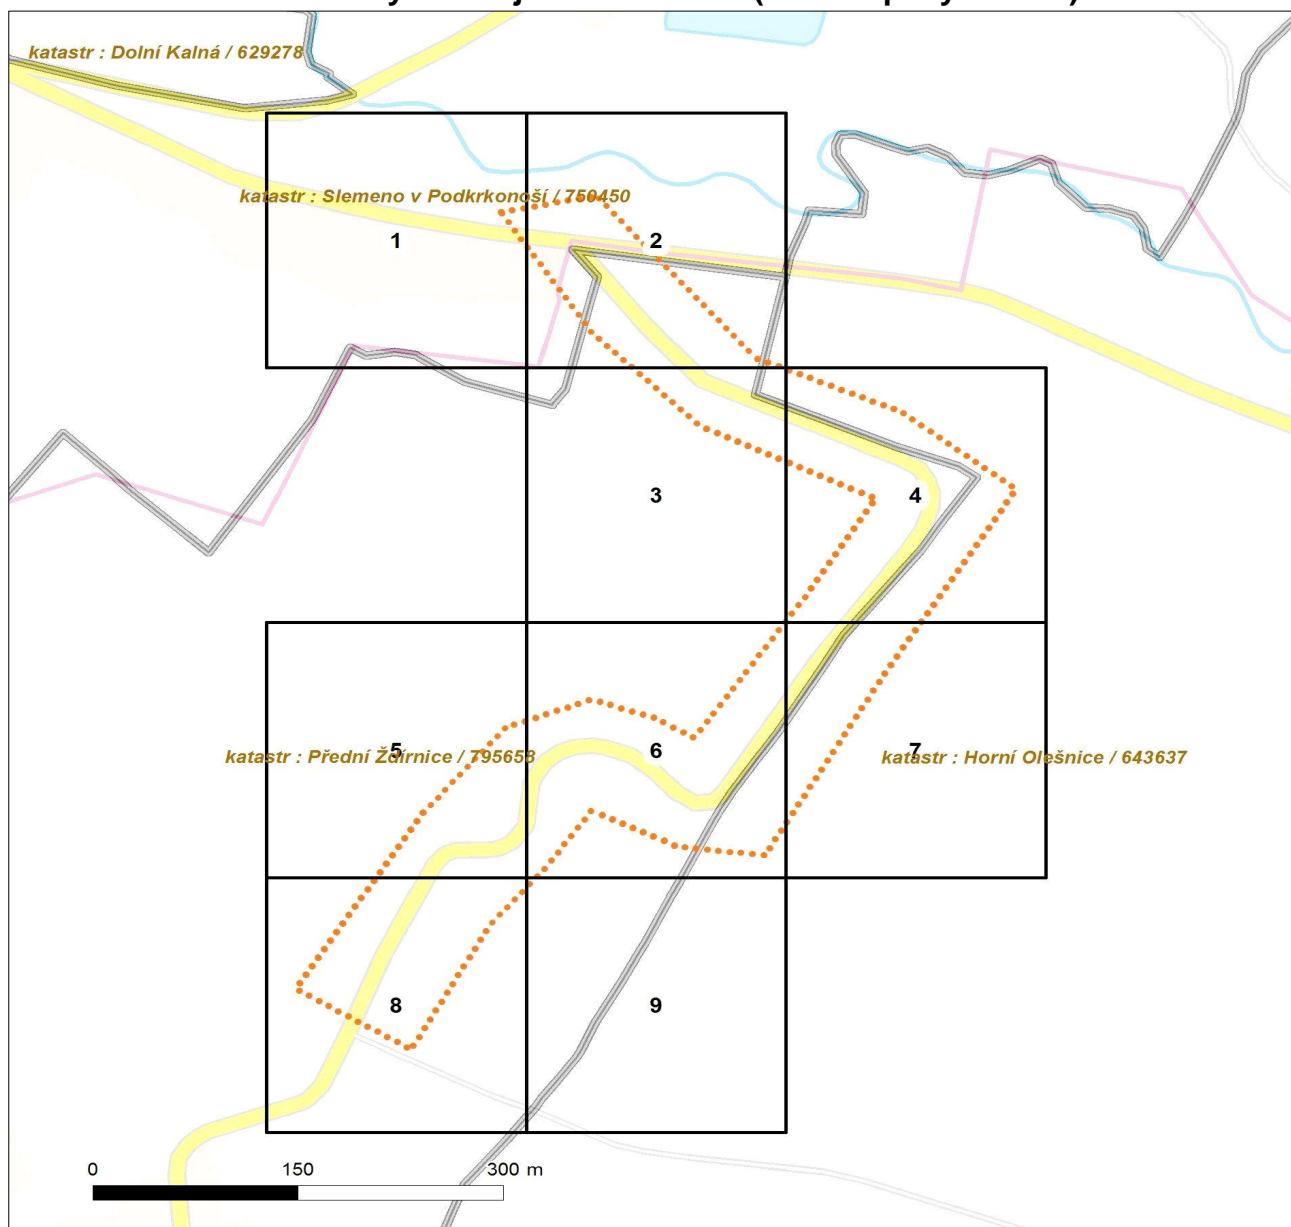 katastr : Dolní Kalná / 629278
katastr : Slemeno v Podkrkonoší / 750450
1
2
3
4
katastr : Přední Ždírnice / 795658
5
6
7
katastr : Horní Olešnice / 643637
8
9
0 150 300 m